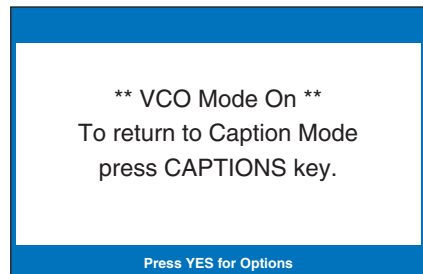 ** VCO Mode On **
To return to Caption Mode
press CAPTIONS key.
Press YES for Options